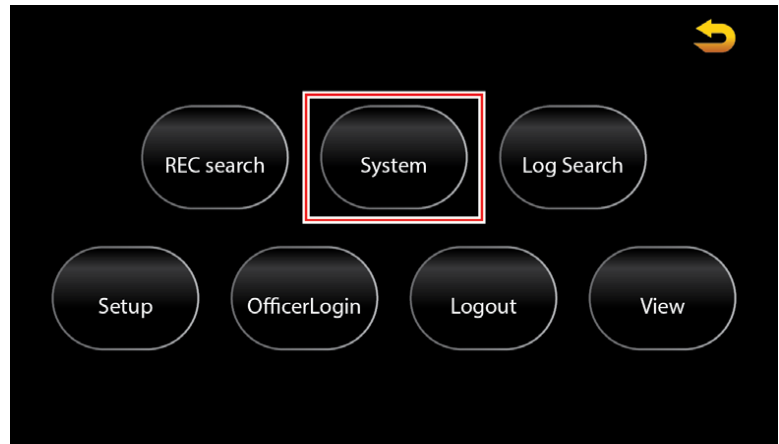 REC search
System
Log Search
Setup
OfficerLogin
Logout
View